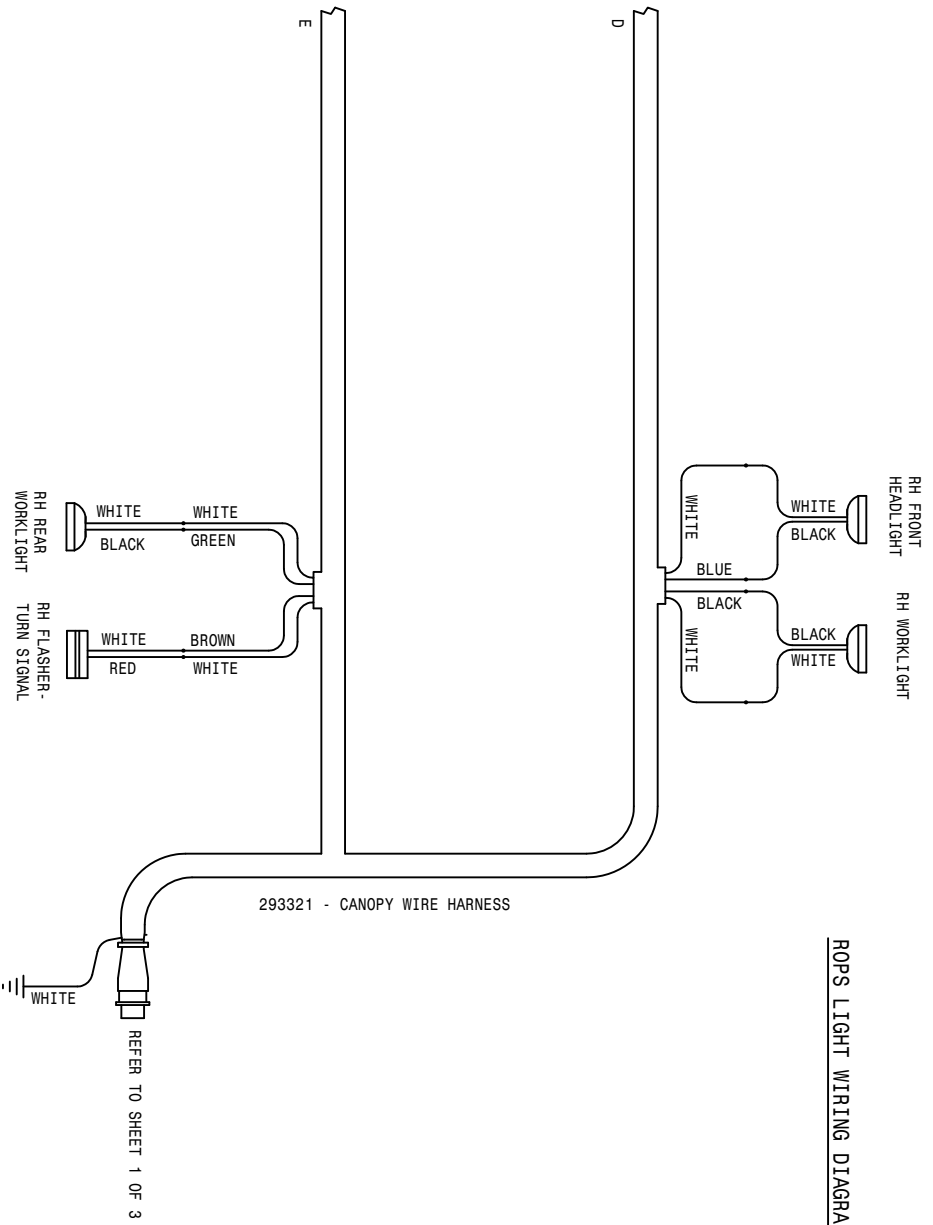 ROPS LIGHT WIRING DIAGRA
RH FRONT
HEADLIGHT
RH WORKLIGHT
WHITE
BLACK
BLACK
WHITE
WHITE
BLUE
BLACK
WHITE
D
E
293321 - CANOPY WIRE HARNESS
WHITE
GREEN
WHITE
BLACK
BROWN
WHITE
WHITE
RED
RH REAR
WORKLIGHT
RH FLASHER-
TURN SIGNAL
WHITE
REFER TO SHEET 1 OF 3